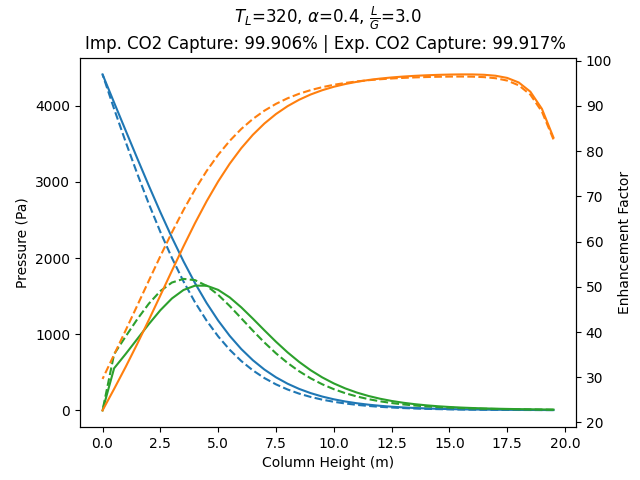 T_L=320, α=0.4, L/G=3.0
Imp. CO2 Capture: 99.906% | Exp. CO2 Capture: 99.917%
100
4000
90
80
3000
70
2000
60
50
1000
40
30
0
20
Pressure (Pa)
Enhancement Factor
0.0 2.5 5.0 7.5 10.0 12.5 15.0 17.5 20.0
Column Height (m)